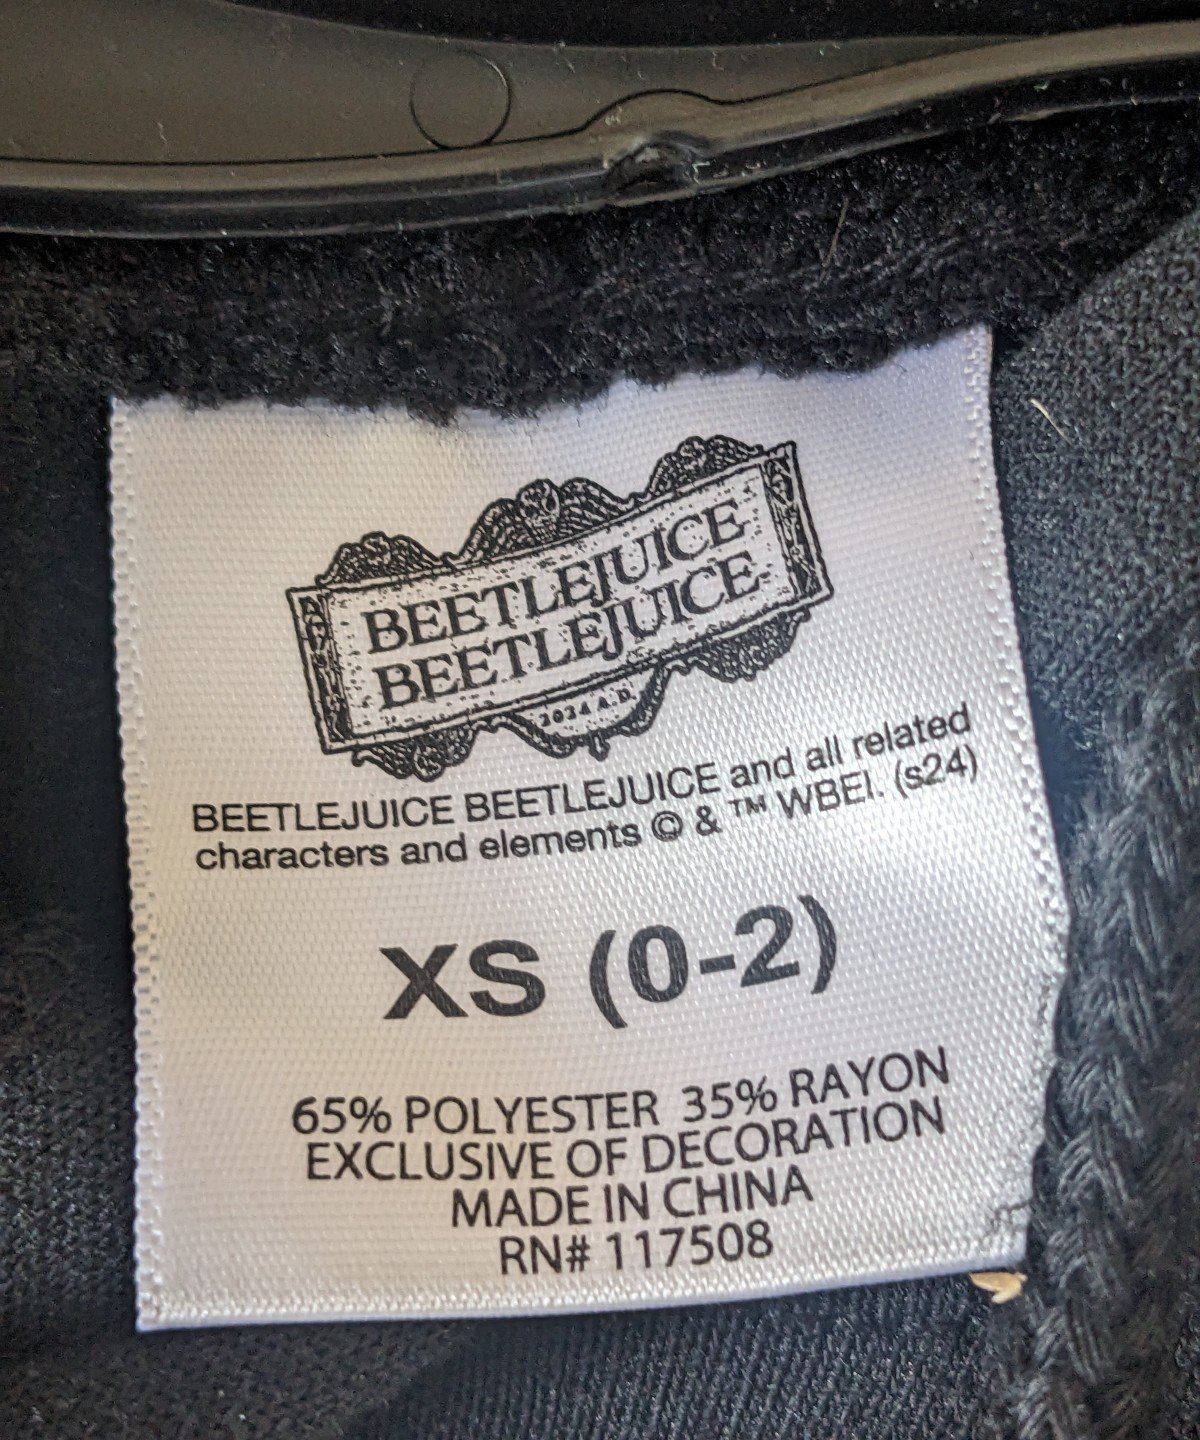 BEETLEJUICE
BEETLEJUICE
2024 A.D.
BEETLEJUICE BEETLEJUICE and all related
characters and elements © & ™ WBEI. (s24)
XS (0-2)
65% POLYESTER 35% RAYON
EXCLUSIVE OF DECORATION
MADE IN CHINA
RN# 117508